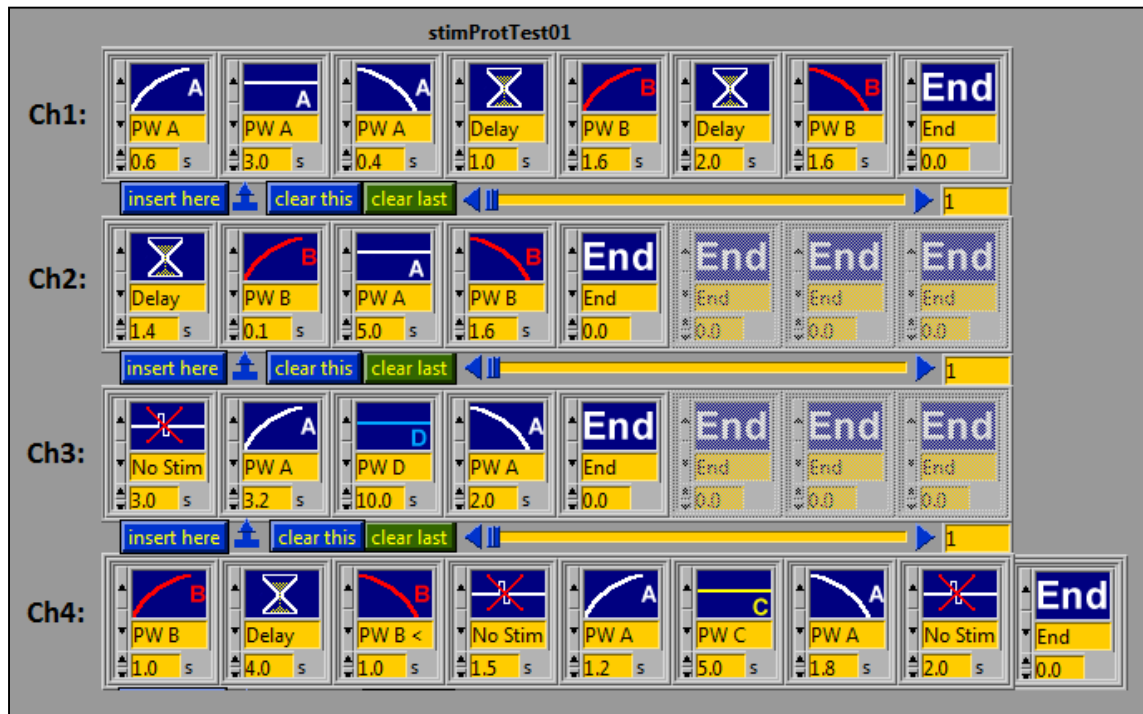 stimProtTest01
Ch1:
A A A B B End
PW A PW A PW A Delay PW B Delay PW B End
0.6 s 3.0 s 0.4 s 1.0 s 1.6 s 2.0 s 1.6 s 0.0
insert here clear this clear last 1
Ch2:
B A B End End End End
Delay PW B PW A PW B End End End End
1.4 s 0.1 s 5.0 s 1.6 s 0.0 0.0 0.0 0.0
insert here clear this clear last 1
Ch3:
A D A End End End End
No Stim PW A PW D PW A End End End End
3.0 s 3.2 s 10.0 s 2.0 s 0.0 0.0 0.0 0.0
insert here clear this clear last 1
Ch4:
B B A C A End
PW B Delay PW B < No Stim PW A PW C PW A No Stim End
1.0 s 4.0 s 1.0 s 1.5 s 1.2 s 5.0 s 1.8 s 2.0 s 0.0